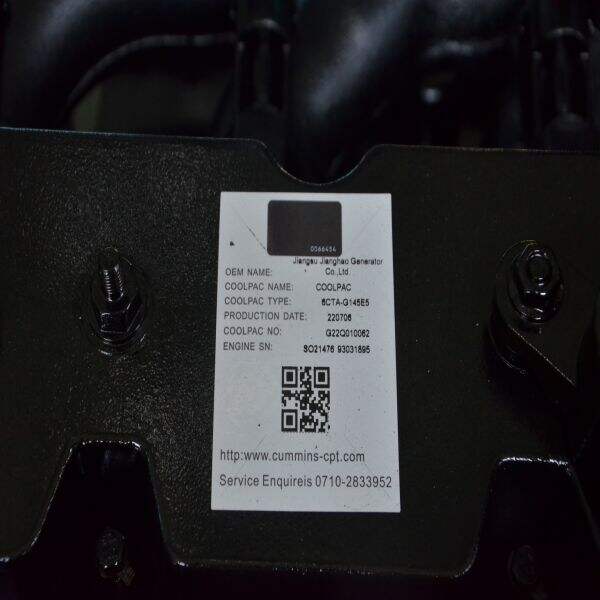 0066454
OEM NAME: Jiangsu Jianghao Generator Co.,Ltd.
COOLPAC NAME: COOLPAC
COOLPAC TYPE: 6CTA-G145E5
PRODUCTION DATE: 220706
COOLPAC NO: G22Q010062
ENGINE SN: SO21476 93031895
http:www.cummins-cpt.com
Service Enquireis 0710-2833952